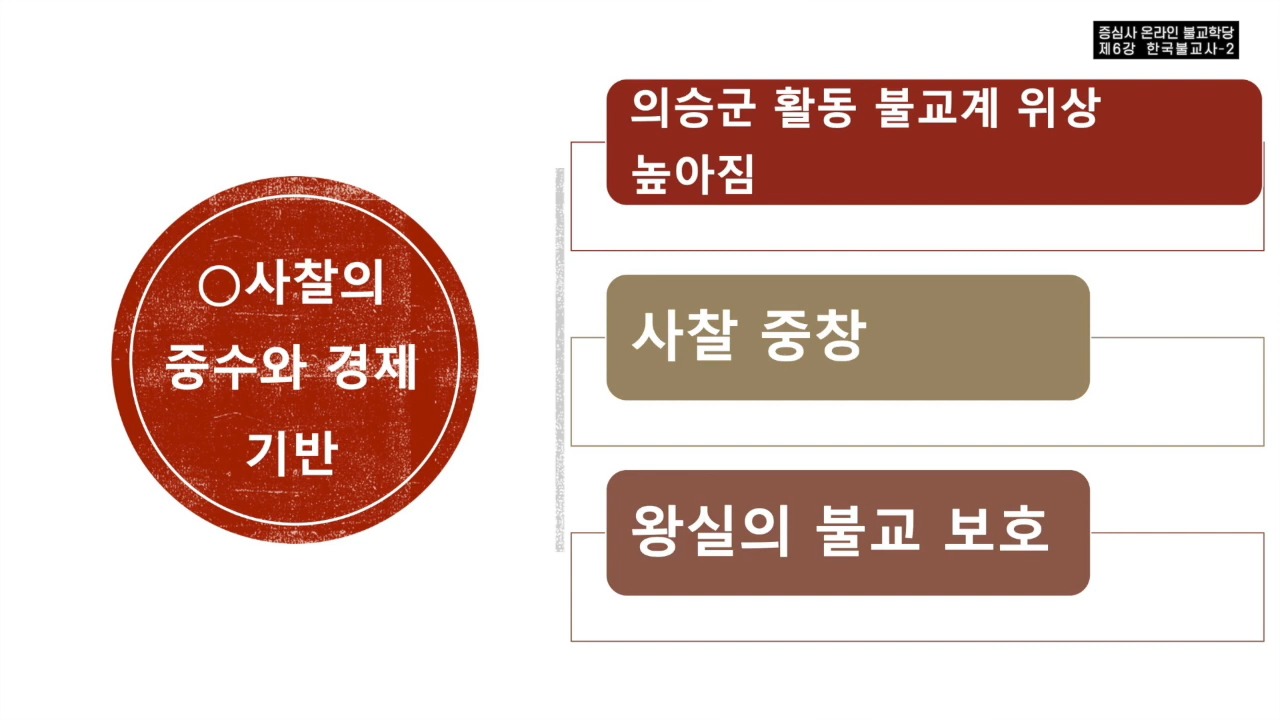 증심사 온라인 불교학당
제6강 한국불교사-2
○사찰의
중수와 경제
기반
의승군 활동 불교계 위상
높아짐
사찰 중창
왕실의 불교 보호